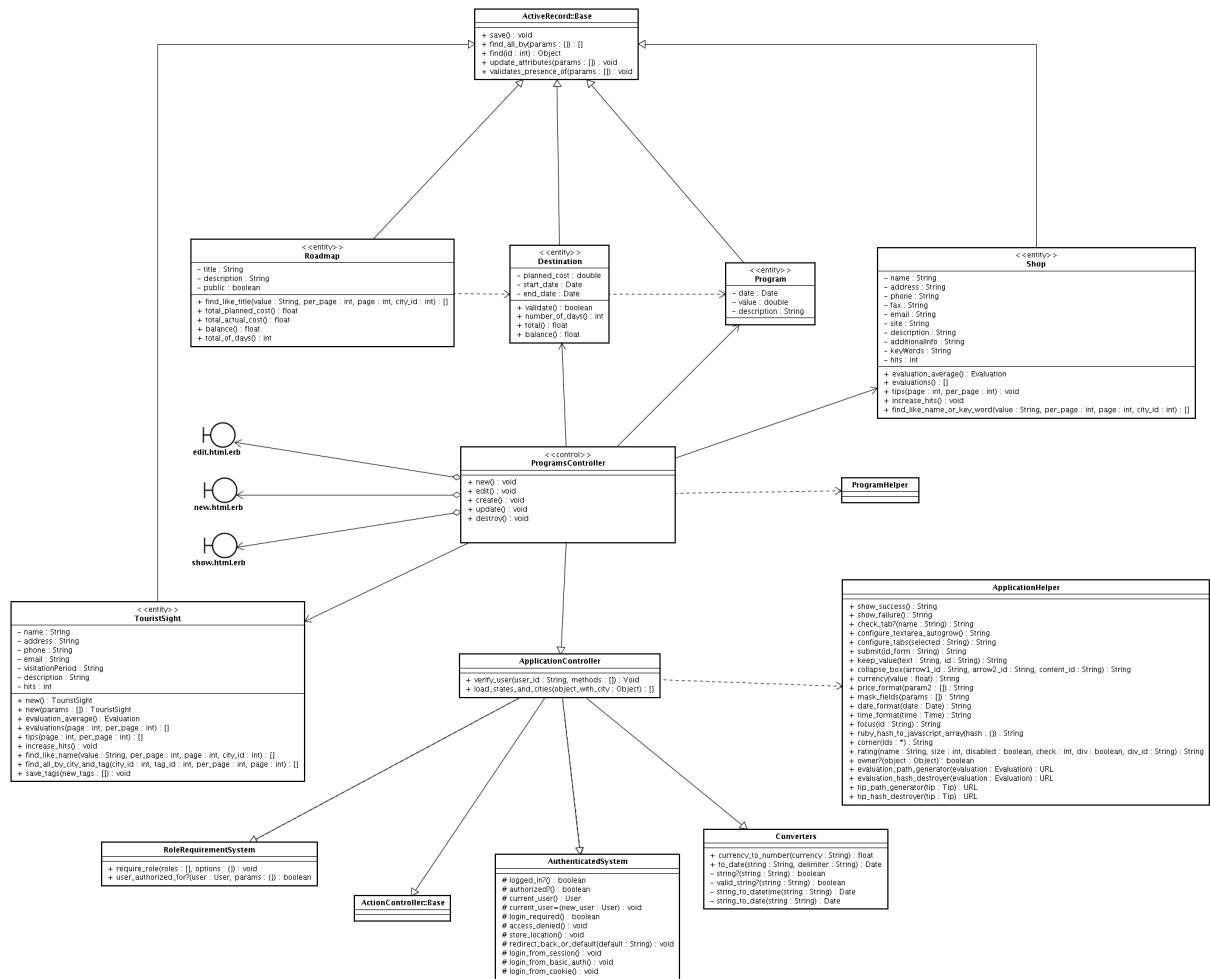 ActiveRecord::Base
+ save() : void
+ find_all_by(params : {}) : []
+ find(id : int) : Object
+ update_attributes(params : []) : void
+ validates_presence_of(params : []) : void
<<entity>>
Roadmap
- title : String
- description : String
- public : boolean
+ find_like_title(value : String, per_page : int, page : int, city_id : int) : []
+ total_planned_cost() : float
+ total_actual_cost() : float
+ balance() : float
+ total_of_days() : int
<<entity>>
Destination
- planned_cost : double
- start_date : Date
- end_date : Date
+ validate() : boolean
+ number_of_days() : int
+ total() : float
+ balance() : float
<<entity>>
Program
- date : Date
- value : double
- description : String
<<entity>>
Shop
- name : String
- address : String
- phone : String
- fax : String
- email : String
- site : String
- description : String
- additionalInfo : String
- keyWords : String
- hits : int
+ evaluation_average() : Evaluation
+ evaluations() : []
+ tips(page : int, per_page : int) : void
+ increase_hits() : void
+ find_like_name_or_key_word(value : String, per_page : int, page : int, city_id : int) : []
edit.html.erb
new.html.erb
show.html.erb
<<control>>
ProgramsController
+ new() : void
+ edit() : void
+ create() : void
+ update() : void
+ destroy() : void
ProgramHelper
<<entity>>
TouristSight
- name : String
- address : String
- phone : String
- email : String
- visitationPeriod : String
- description : String
- hits : int
+ new() : TouristSight
+ new(params : []) : TouristSight
+ evaluation_average() : Evaluation
+ evaluations(page : int, per_page : int) : []
+ tips(page : int, per_page : int) : []
+ increase_hits() : void
+ find_like_name(value : String, per_page : int, page : int, city_id : int) : []
+ find_all_by_city_and_tag(city_id : int, tag_id : int, per_page : int, page : int) : []
+ save_tags(new_tags : []) : void
ApplicationController
+ verify_user(user_id : String, methods : []) : Void
+ load_states_and_cities(object_with_city : Object) : []
ApplicationHelper
+ show_success() : String
+ show_failure() : String
+ check_tab?(name : String) : String
+ configure_textarea_autogrow() : String
+ configure_tabs(selected : String) : String
+ submit(id_form : String) : String
+ keep_value(text : String, id : String) : String
+ collapse_box(arrow1_id : String, arrow2_id : String, content_id : String) : String
+ currency(value : float) : String
+ price_format(param2 : []) : String
+ mask_fields(params : []) : String
+ date_format(date : Date) : String
+ time_format(time : Time) : String
+ focus(id : String) : String
+ ruby_hash_to_javascript_array(hash : {}) : String
+ corner(ids : *) : String
+ rating(name : String, size : int, disabled : boolean, check : int, div : boolean, div_id : String) : String
+ owner?(object : Object) : boolean
+ evaluation_path_generator(evaluation : Evaluation) : URL
+ evaluation_hash_destroyer(evaluation : Evaluation) : URL
+ tip_path_generator(tip : Tip) : URL
+ tip_hash_destroyer(tip : Tip) : URL
RoleRequirementSystem
+ require_role(roles : [], options : {}) : void
+ user_authorized_for?(user : User, params : {}) : boolean
ActionController::Base
AuthenticatedSystem
# logged_in?() : boolean
# authorized?() : boolean
# current_user() : User
# current_user=(new_user : User) : void
# login_required() : boolean
# access_denied() : void
# store_location() : void
# redirect_back_or_default(default : String) : void
# login_from_session() : void
# login_from_basic_auth() : void
# login_from_cookie() : void
Converters
+ currency_to_number(currency : String) : float
+ to_date(string : String, delimiter : String) : Date
- string?(string : String) : boolean
- valid_string?(string : String) : boolean
- string_to_datetime(string : String) : Date
- string_to_date(string : String) : Date